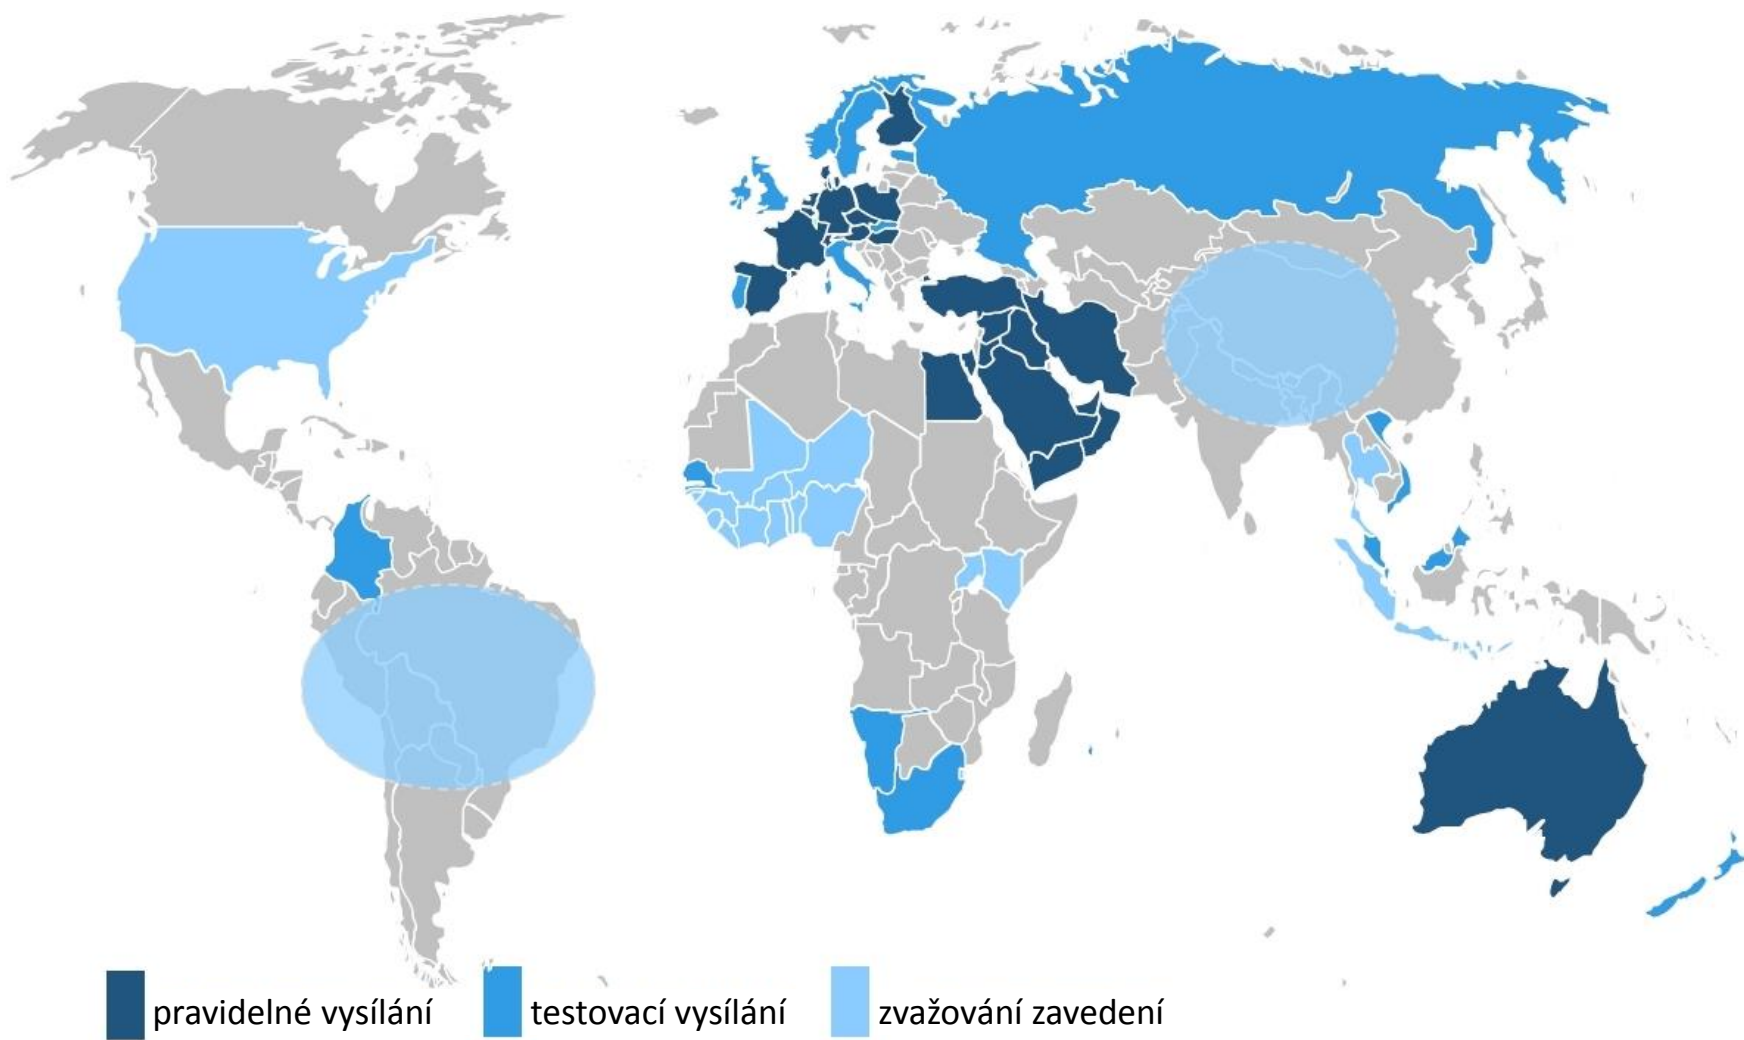 pravidelné vysílání
testovací vysílání
zvažování zavedení